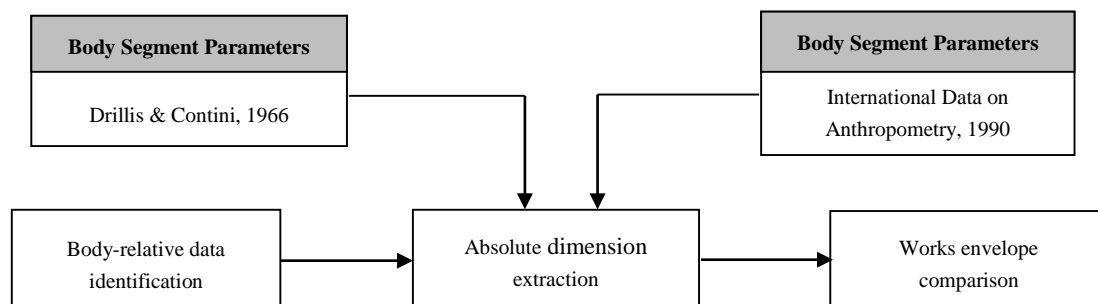 Body Segment Parameters
Drillis & Contini, 1966
Body Segment Parameters
International Data on
Anthropometry, 1990
Body-relative data
identification
Absolute dimension
extraction
Works envelope
comparison